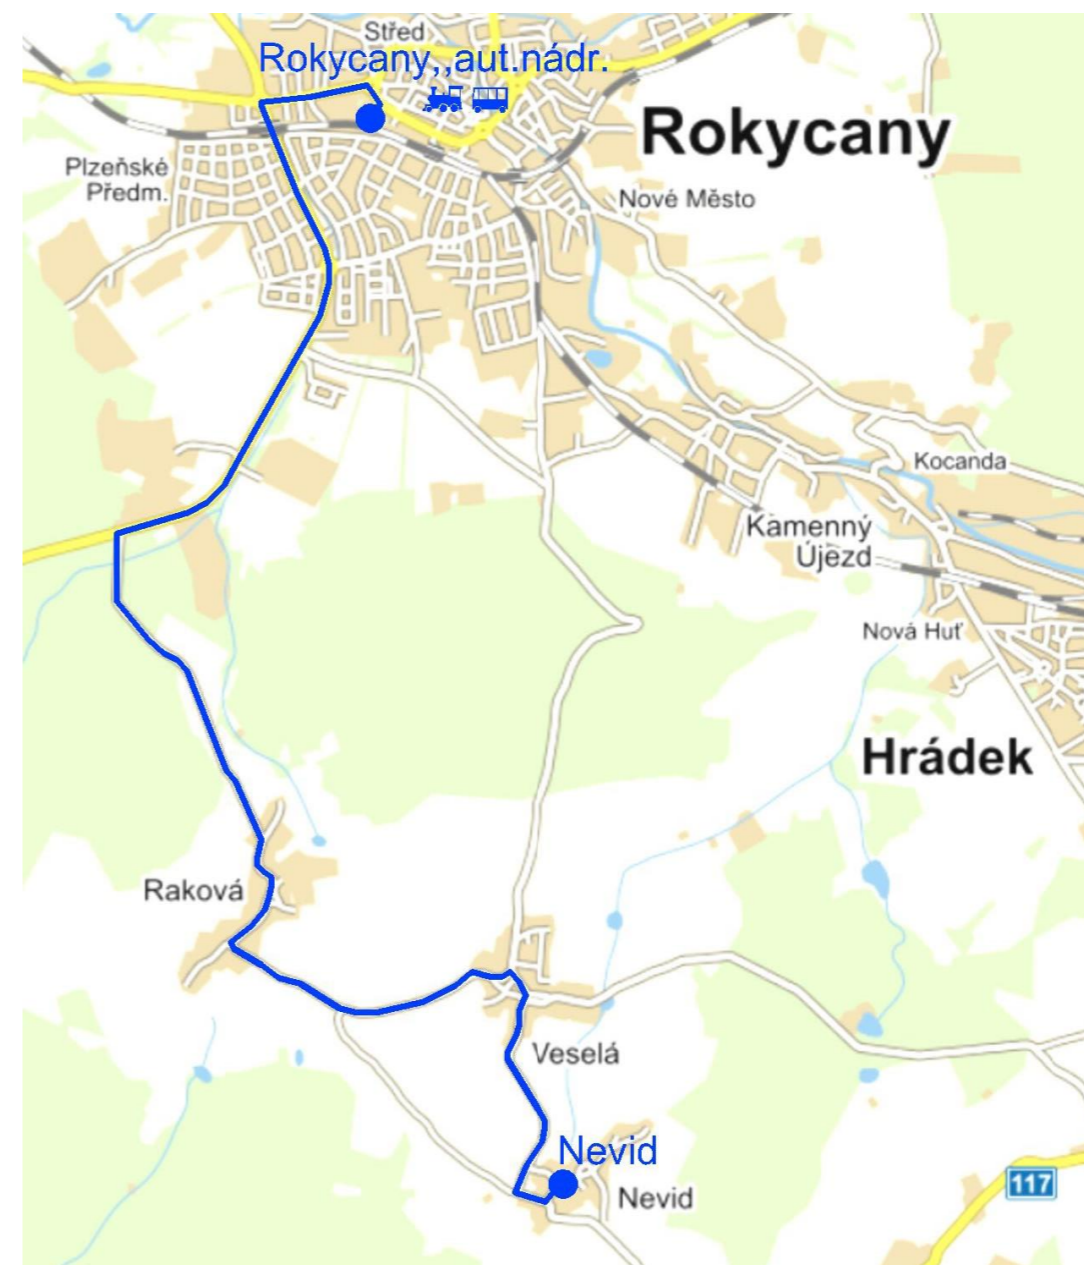 Střed
Rokycany,,aut.nádr.
Rokycany
Plzeňské
Předm.
Nové Město
Kocanda
Kamenný
Újezd
Nová Huť
Hrádek
Raková
Veselá
Nevid
117
Nevid